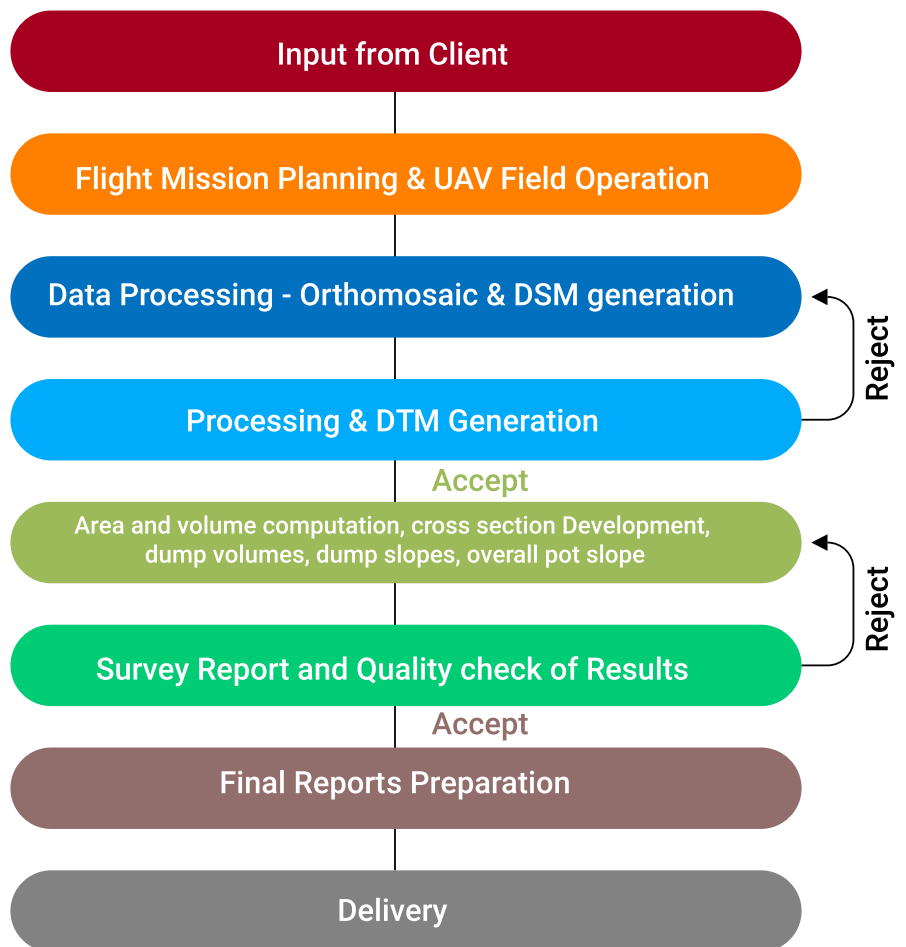 Input from Client
Flight Mission Planning & UAV Field Operation
Data Processing - Orthomosaic & DSM generation
Reject
Processing & DTM Generation
Accept
Area and volume computation, cross section Development,
dump volumes, dump slopes, overall pot slope
Reject
Survey Report and Quality check of Results
Accept
Final Reports Preparation
Delivery